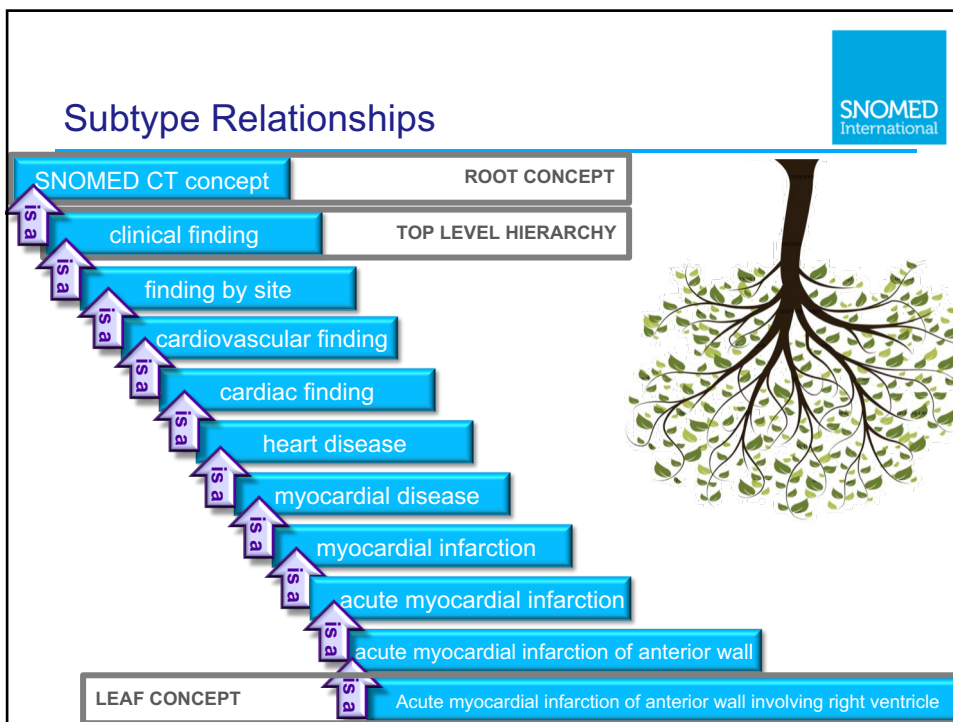 SNOMED
International
Subtype Relationships
SNOMED CT concept
ROOT CONCEPT
is a
clinical finding
TOP LEVEL HIERARCHY
is a
finding by site
is a
cardiovascular finding
is a
cardiac finding
is a
heart disease
is a
myocardial disease
is a
myocardial infarction
is a
acute myocardial infarction
is a
acute myocardial infarction of anterior wall
is a
LEAF CONCEPT
Acute myocardial infarction of anterior wall involving right ventricle